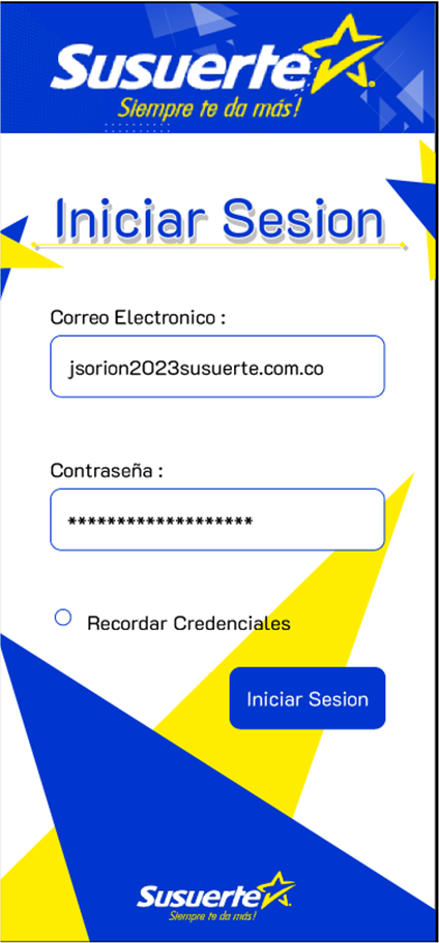 Susuerte
Siempre te da más!
Iniciar Sesion
Correo Electronico :
jsorion2023susuerte.com.co
Contraseña :
*******************
Recordar Credenciales
Iniciar Sesion
Susuerte
Siempre te da más!